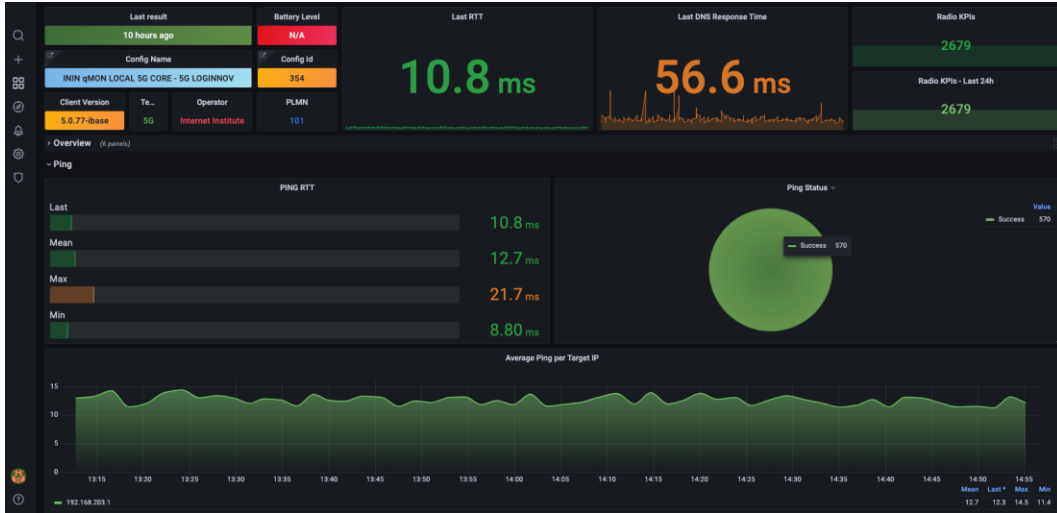 Last result
10 hours ago
Battery Level
N/A
Config Name
ININ qMON LOCAL 5G CORE - 5G LOGINNOV
Config Id
354
Client Version
5.0.77-ibase
Te...
5G
Operator
Internet Institute
PLMN
101
Last RTT
10.8 ms
Last DNS Response Time
56.6 ms
Radio KPIs
2679
Radio KPIs - Last 24h
2679
Overview (6 panels)
Ping
PING RTT
Last
10.8 ms
Mean
12.7 ms
Max
21.7 ms
Min
8.80 ms
Ping Status
Success 570
Value
Success 570
Average Ping per Target IP
15
10
5
0
13:15 13:20 13:25 13:30 13:35 13:40 13:45 13:50 13:55 14:00 14:05 14:10 14:15 14:20 14:25 14:30 14:35 14:40 14:45 14:50 14:55
Mean Last * Max Min
192.168.203.1 12.7 12.3 14.5 11.4